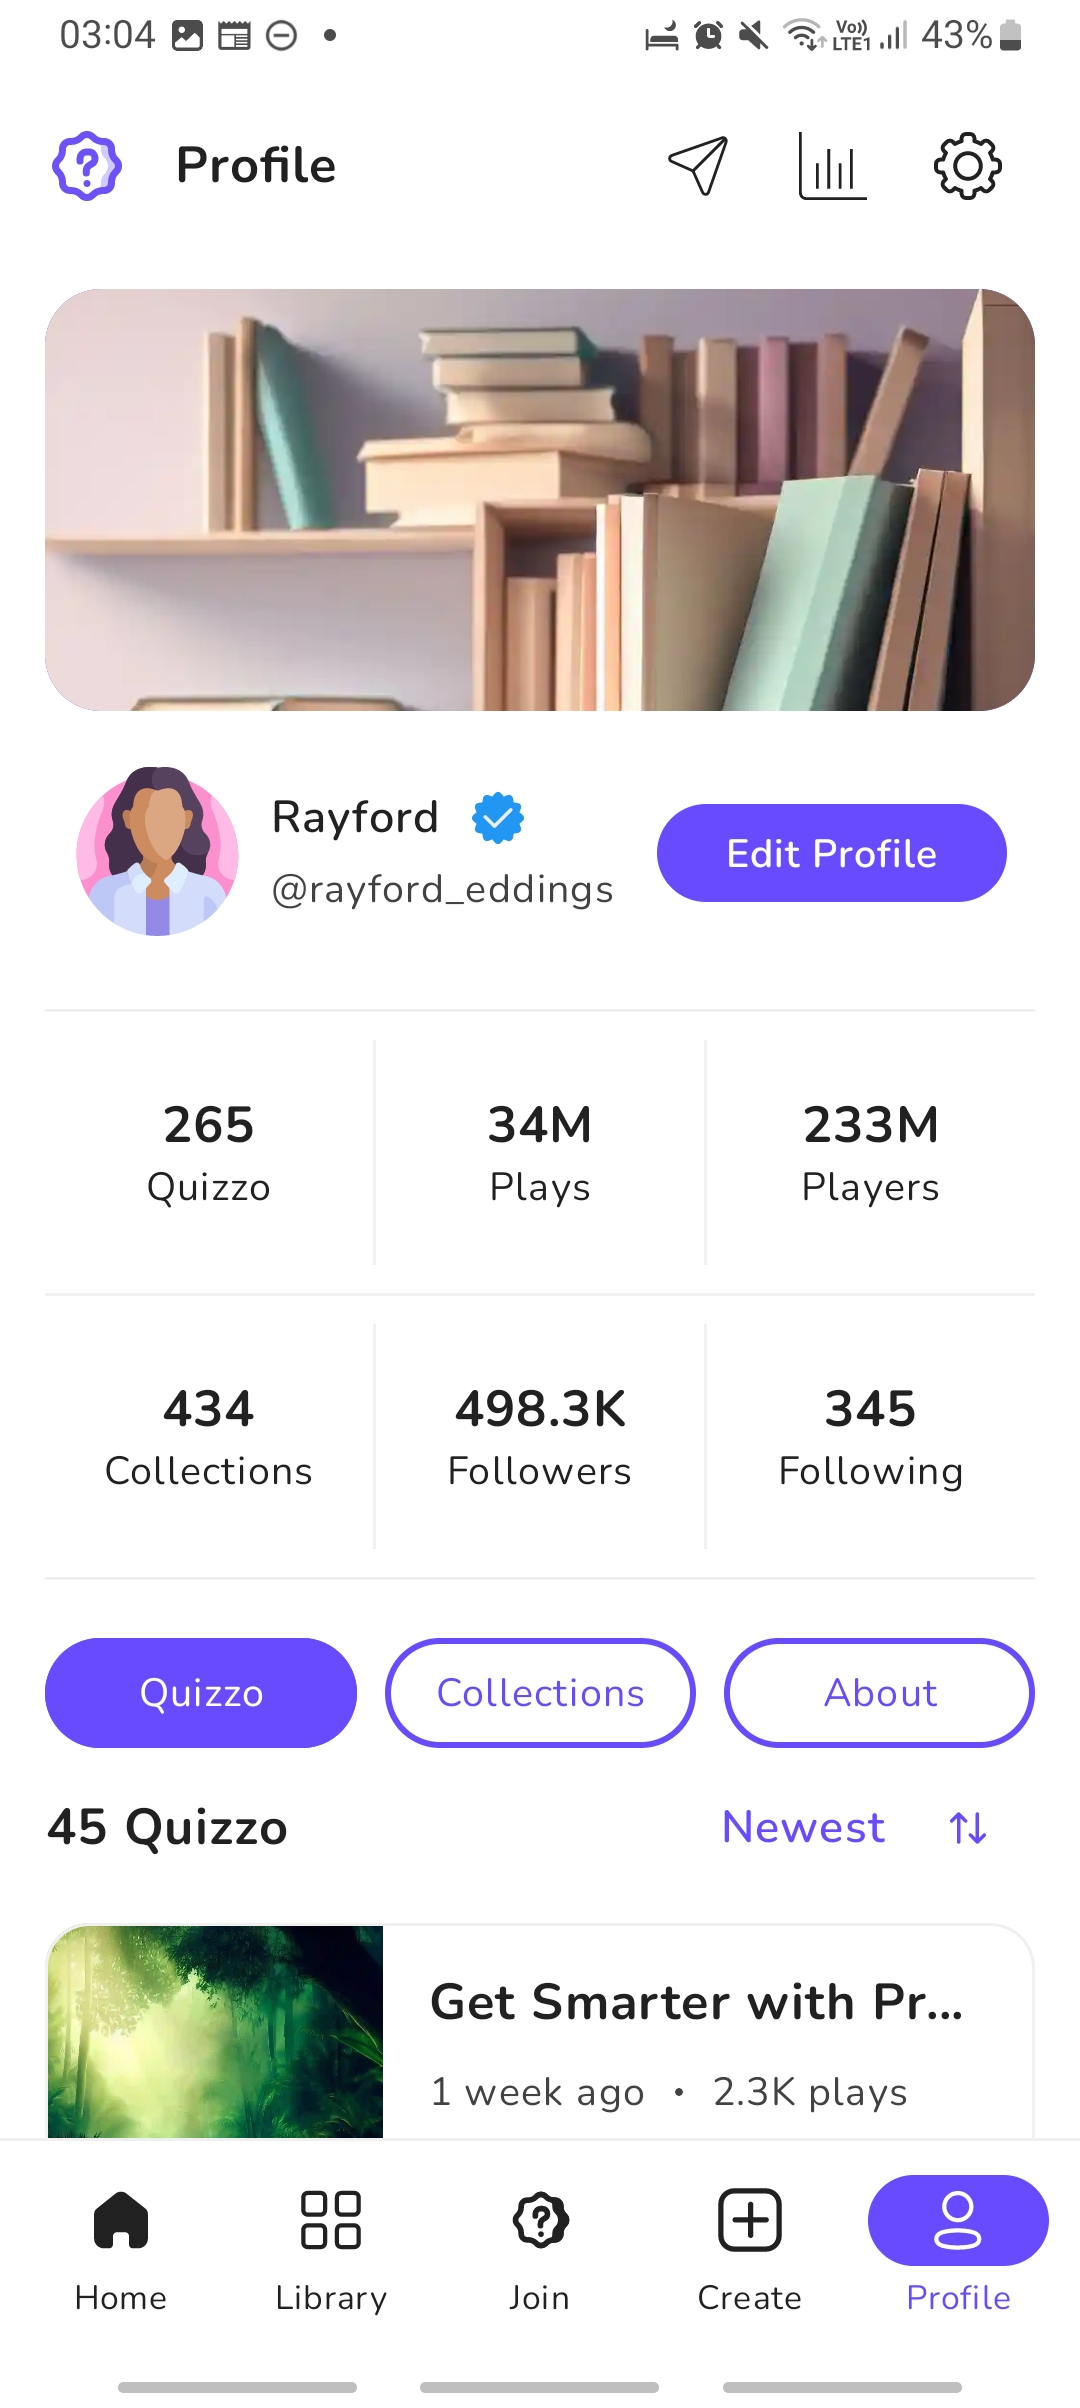 03:04
Vo)) LTE1 43%
Profile
Rayford
@rayford_eddings
Edit Profile
265 34M 233M
Quizzo Plays Players
434 498.3K 345
Collections Followers Following
Quizzo Collections About
45 Quizzo Newest
Get Smarter with Pr...
1 week ago • 2.3K plays
Home Library Join Create Profile